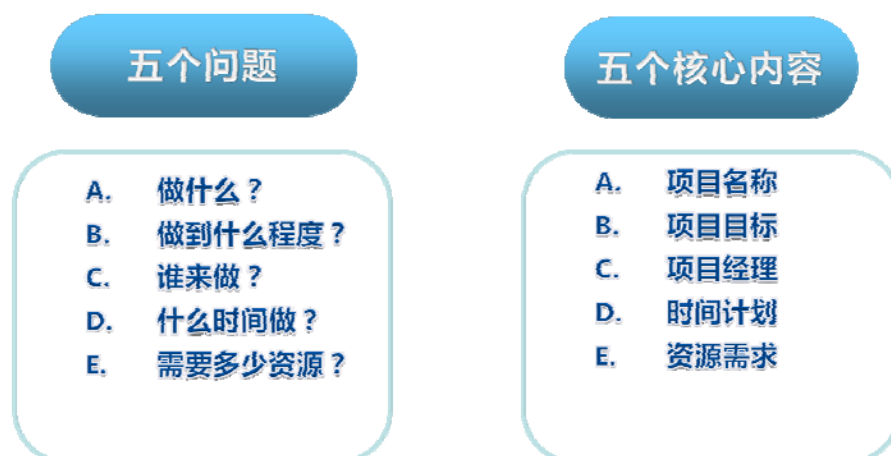 五个问题
A. 做什么？
B. 做到什么程度？
C. 谁来做？
D. 什么时间做？
E. 需要多少资源？
五个核心内容
A. 项目名称
B. 项目目标
C. 项目经理
D. 时间计划
E. 资源需求